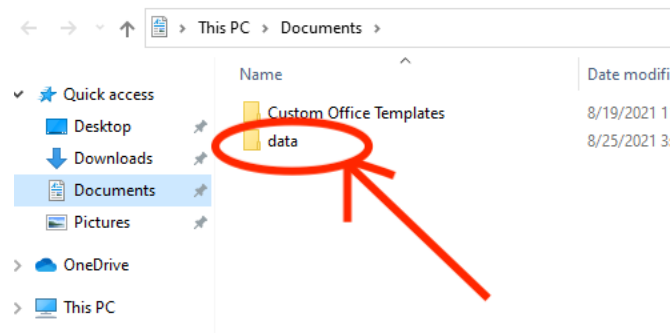 This PC > Documents >
Name
Date modifi
Quick access
Custom Office Templates
8/19/2021 1
Desktop
data
8/25/2021 3:
Downloads
Documents
Pictures
OneDrive
This PC